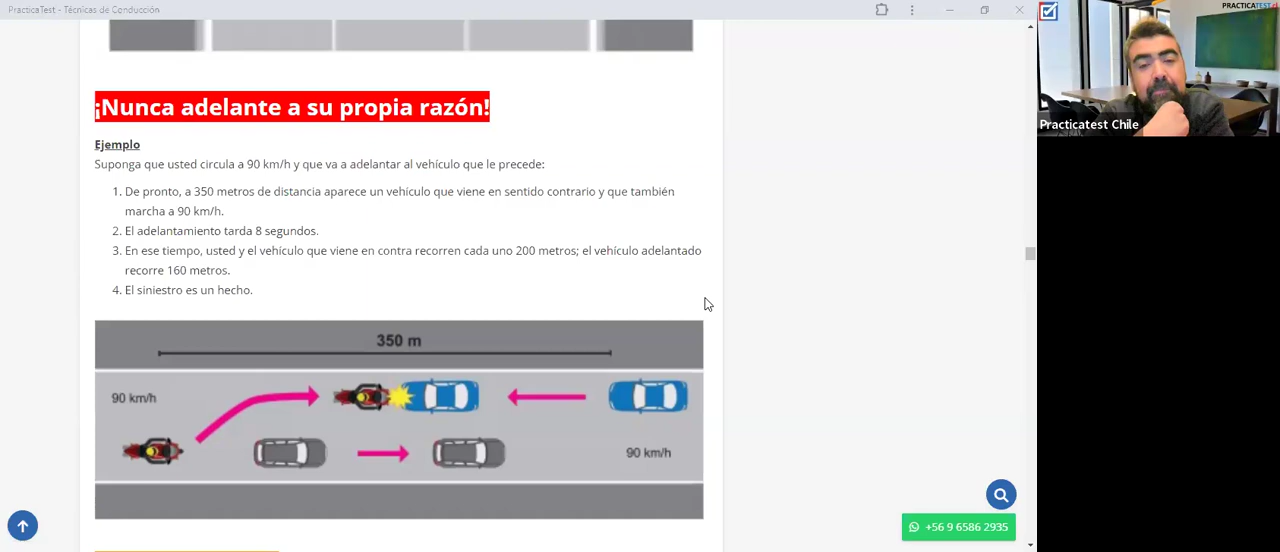 PracticaTest - Técnicas de Conducción
PRACTICATEST.cl
¡Nunca adelante a su propia razón!
Practicatest Chile
Ejemplo
Suponga que usted circula a 90 km/h y que va a adelantar al vehículo que le precede:
1. De pronto, a 350 metros de distancia aparece un vehículo que viene en sentido contrario y que también
marcha a 90 km/h.
2. El adelantamiento tarda 8 segundos.
3. En ese tiempo, usted y el vehículo que viene en contra recorren cada uno 200 metros; el vehículo adelantado
recorre 160 metros.
4. El siniestro es un hecho.
350 m
90 km/h
90 km/h
+56 9 6586 2935